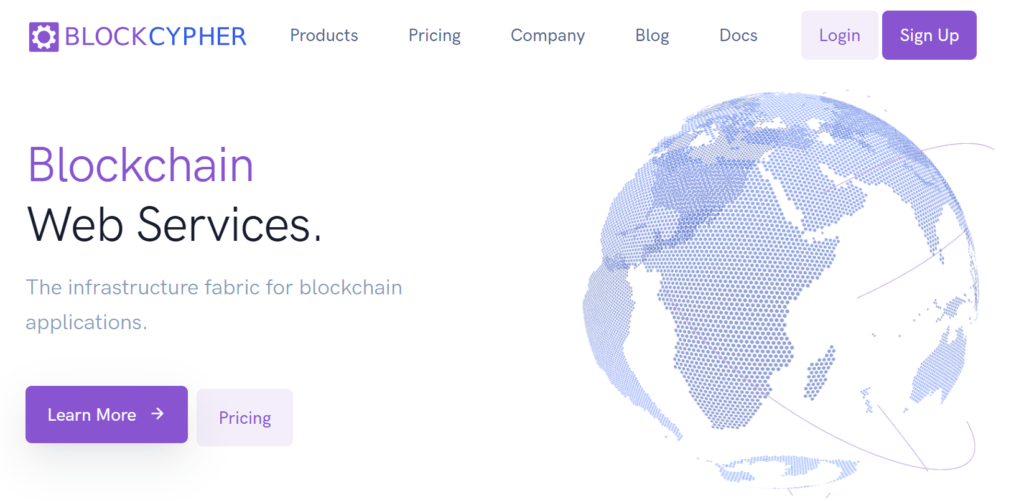 BLOCKCYPHER Products Pricing Company Blog Docs Login Sign Up
Blockchain
Web Services.
The infrastructure fabric for blockchain
applications.
Learn More → Pricing